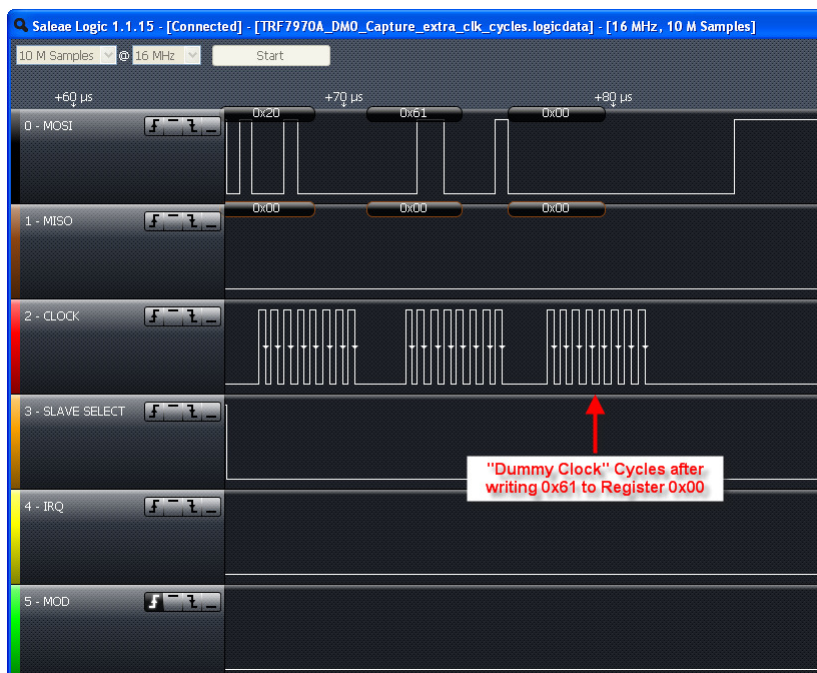 Saleae Logic 1.1.15 - [Connected] - [TRF7970A_DM0_Capture_extra_clk_cycles.logicdata] - [16 MHz, 10 M Samples]
10 M Samples @ 16 MHz Start
+60 µs +70 µs +80 µs
0x20 0x61 0x00
0 - MOSI
0x00 0x00 0x00
1 - MISO
2 - CLOCK
3 - SLAVE SELECT
"Dummy Clock" Cycles after
writing 0x61 to Register 0x00
4 - IRQ
5 - MOD